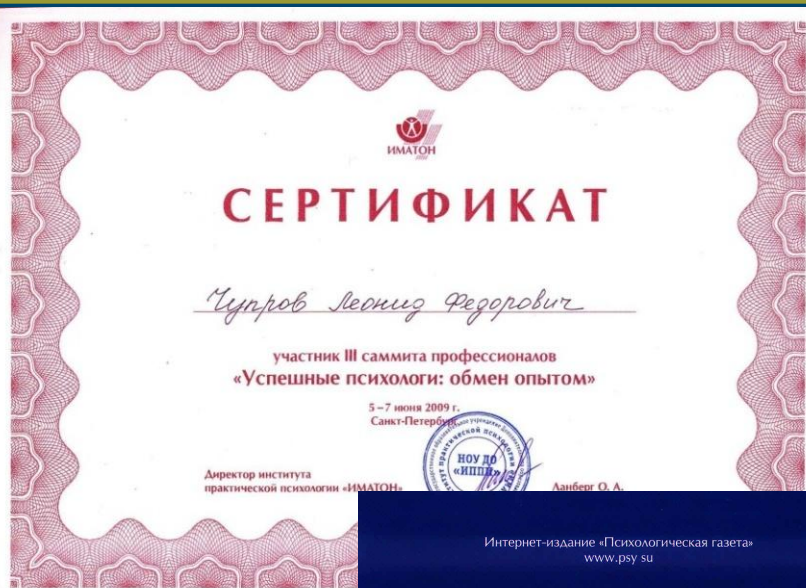 ИМАТОН
СЕРТИФИКАТ
Чупров Леонид Федорович
участник III саммита профессионалов
«Успешные психологи: обмен опытом»
5–7 июня 2009 г.
Санкт-Петербург
НОУ ДО
«ИППИ»
Директор института
практической психологии «ИМАТОН»
Ланберг О. А.
Интернет-издание «Психологическая газета»
www.psy su